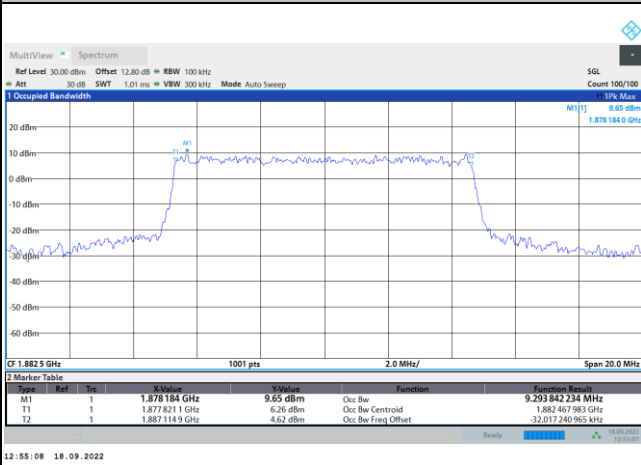 MultiView Spectrum
Ref Level 30.00 dBm Offset 12.80 dB RBW 100 kHz SGL
Att 30 dB SWT 1.01 ms VBW 300 kHz Mode Auto Sweep Count 100/100
1 Occupied Bandwidth 1Pk Max
M1[1] 9.65 dBm
1.878 184 0 GHz
20 dBm
M1
T1 T2
10 dBm
0 dBm
-10 dBm
-20 dBm
-30 dBm
-40 dBm
-50 dBm
-60 dBm
CF 1.882 5 GHz 1001 pts 2.0 MHz/ Span 20.0 MHz
2 Marker Table
Type Ref Trc X-Value Y-Value Function Function Result
M1 1 1.878 184 GHz 9.65 dBm Occ Bw 9.293 842 234 MHz
T1 1 1.877 821 1 GHz 6.26 dBm Occ Bw Centroid 1.882 467 983 GHz
T2 1 1.887 114 9 GHz 4.62 dBm Occ Bw Freq Offset -32.017 240 965 kHz
Ready 18.09.2022
12:55:07
12:55:08 18.09.2022